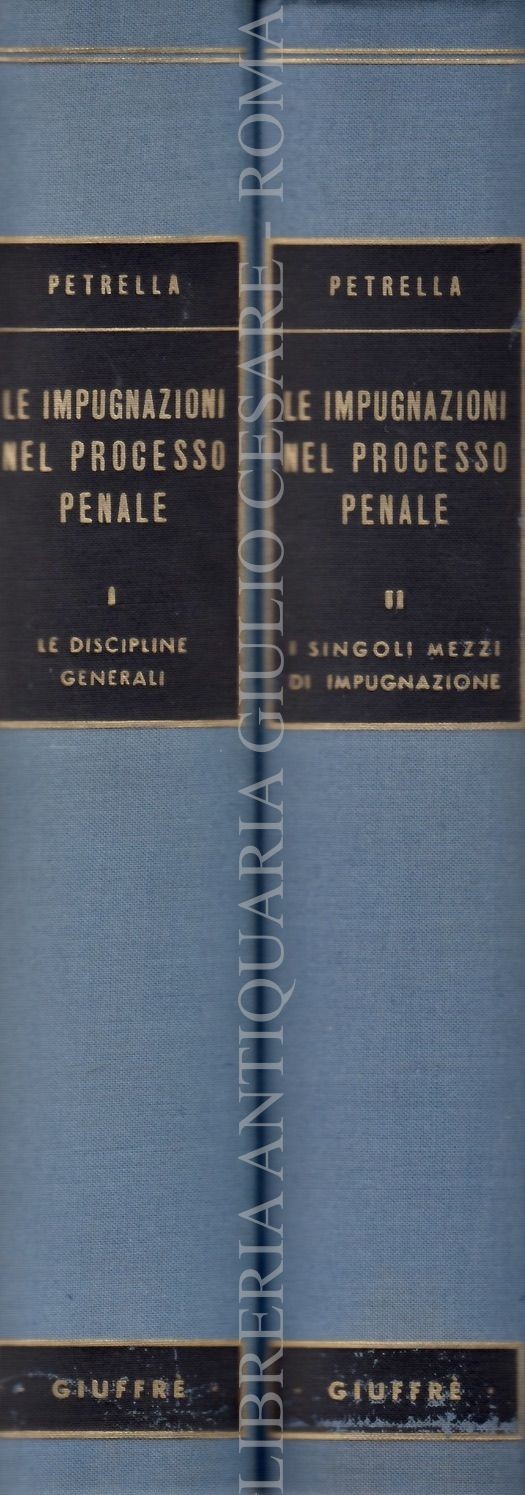 PETRELLA
LE IMPUGNAZIONI
NEL PROCESSO
PENALE
I
LE DISCIPLINE
GENERALI
GIUFFRÈ
PETRELLA
LE IMPUGNAZIONI
NEL PROCESSO
PENALE
II
I SINGOLI MEZZI
DI IMPUGNAZIONE
GIUFFRÈ
LIBRERIA ANTIQUARIA GIULIO CESARE - ROMA